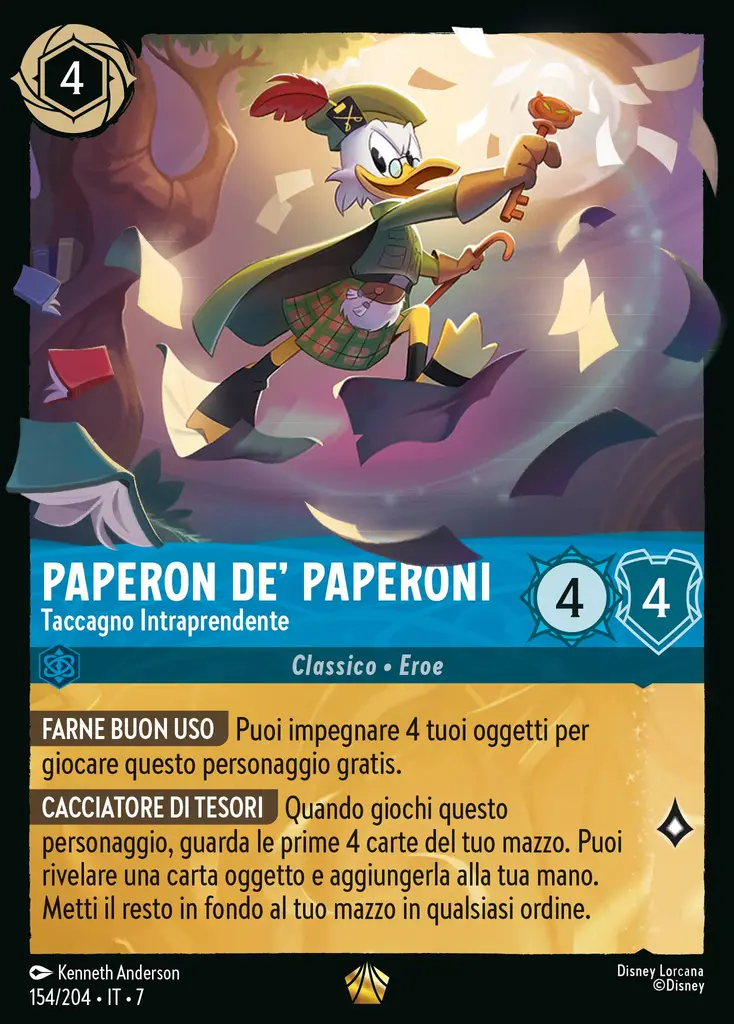 4
PAPERON DE' PAPERONI
Taccagno Intraprendente
4
4
Classico • Eroe
FARNE BUON USO Puoi impegnare 4 tuoi oggetti per
giocare questo personaggio gratis.
CACCIATORE DI TESORI Quando giochi questo
personaggio, guarda le prime 4 carte del tuo mazzo. Puoi
rivelare una carta oggetto e aggiungerla alla tua mano.
Metti il resto in fondo al tuo mazzo in qualsiasi ordine.
Kenneth Anderson
154/204 • IT • 7
Disney Lorcana
©Disney